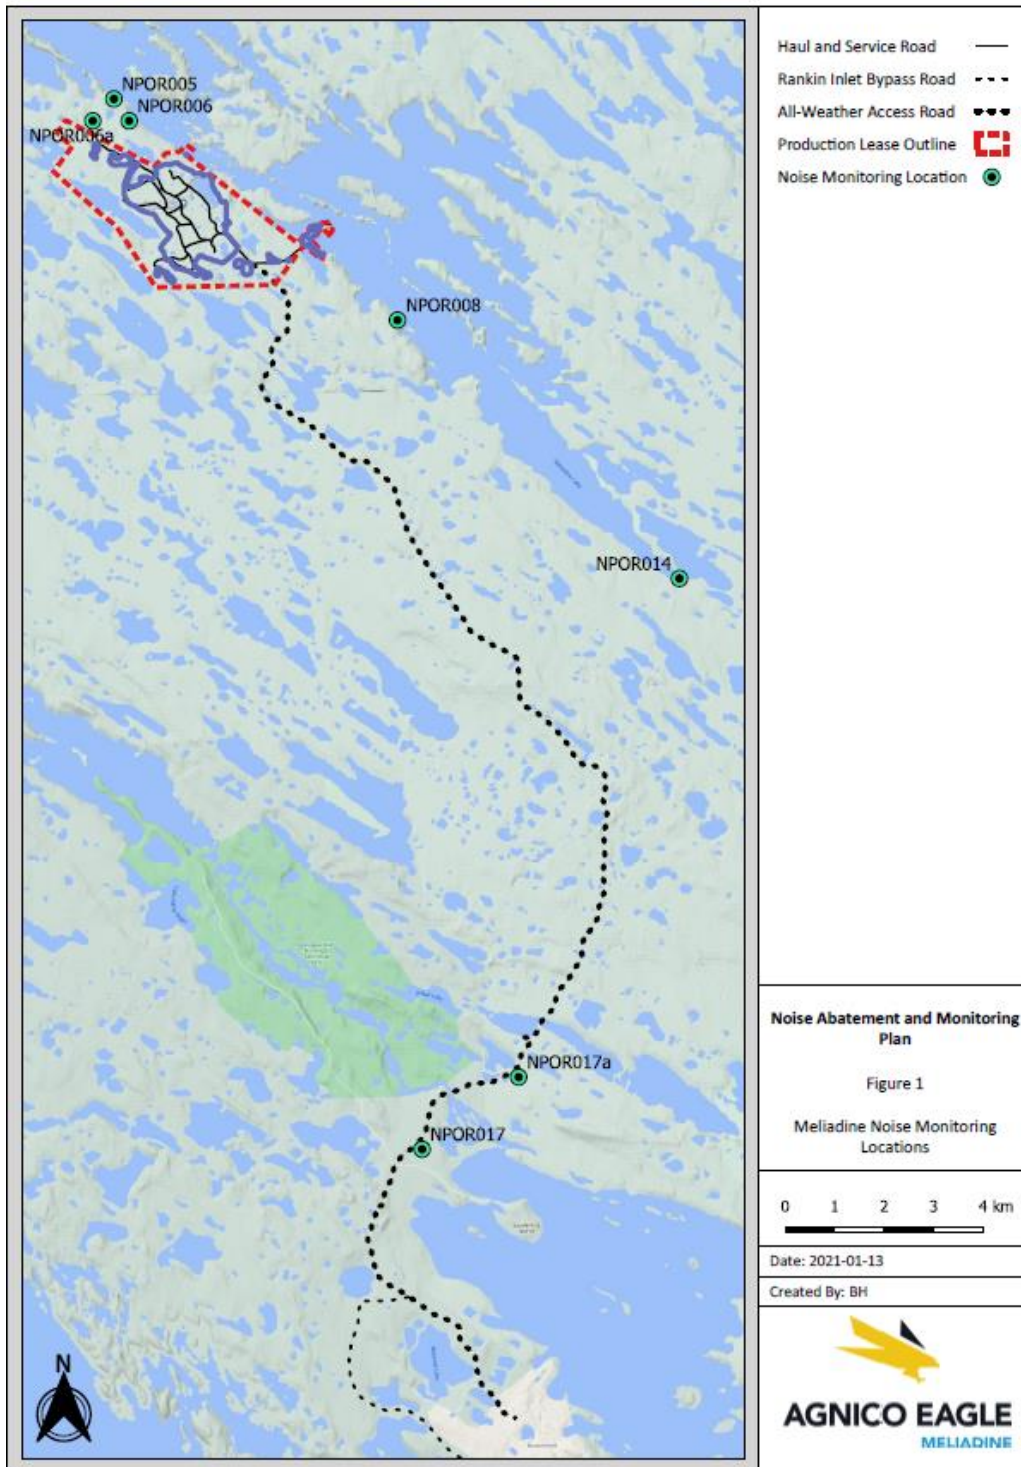 NPOR005
NPOR006
NPOR006a
NPOR008
NPOR014
NPOR017a
NPOR017
N
Haul and Service Road
Rankin Inlet Bypass Road
All-Weather Access Road
Production Lease Outline
Noise Monitoring Location
Noise Abatement and Monitoring
Plan
Figure 1
Meliadine Noise Monitoring
Locations
0 1 2 3 4 km
Date: 2021-01-13
Created By: BH
AGNICO EAGLE
MELIADINE